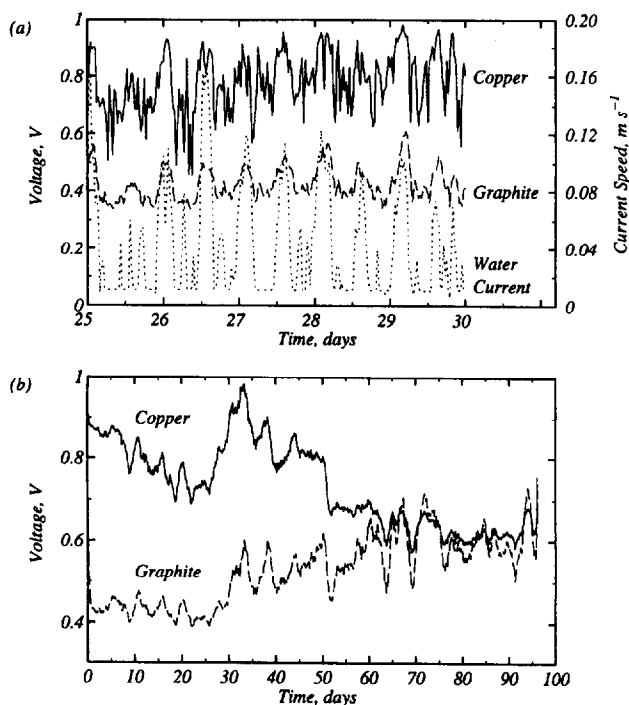 (a)
1
0.8
0.6
0.4
0.2
0
Voltage, V
0.20
0.16
0.12
0.08
0.04
0
Current Speed, m s⁻¹
Copper
Graphite
Water
Current
25 26 27 28 29 30
Time, days
(b)
1
0.8
0.6
0.4
Voltage, V
Copper
Graphite
0 10 20 30 40 50 60 70 80 90 100
Time, days